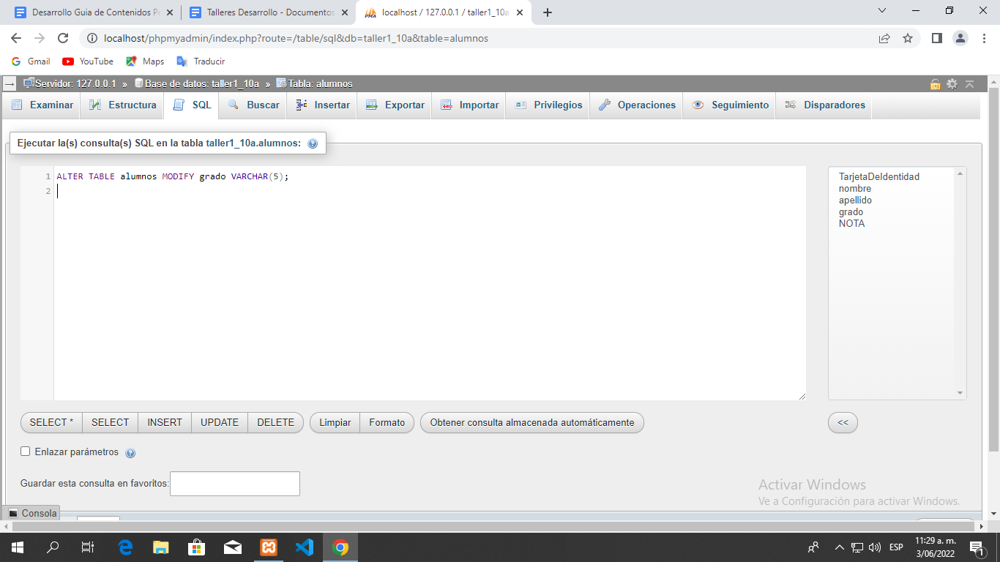 Desarrollo Guia de Contenidos P
Talleres Desarrollo - Documentos
localhost / 127.0.0.1 / taller1_10a
localhost/phpmyadmin/index.php?route=/table/sql&db=taller1_10a&table=alumnos
Gmail YouTube Maps Traducir
Servidor: 127.0.0.1 » Base de datos: taller1_10a » Tabla: alumnos
Examinar Estructura SQL Buscar Insertar Exportar Importar Privilegios Operaciones Seguimiento Disparadores
Ejecutar la(s) consulta(s) SQL en la tabla taller1_10a.alumnos:
1 ALTER TABLE alumnos MODIFY grado VARCHAR(5);
2
TarjetaDeIdentidad
nombre
apellido
grado
NOTA
SELECT * SELECT INSERT UPDATE DELETE Limpiar Formato Obtener consulta almacenada automáticamente <<
Enlazar parámetros
Guardar esta consulta en favoritos:
Activar Windows
Ve a Configuración para activar Windows.
Consola
ESP
11:29 a. m.
3/06/2022
1